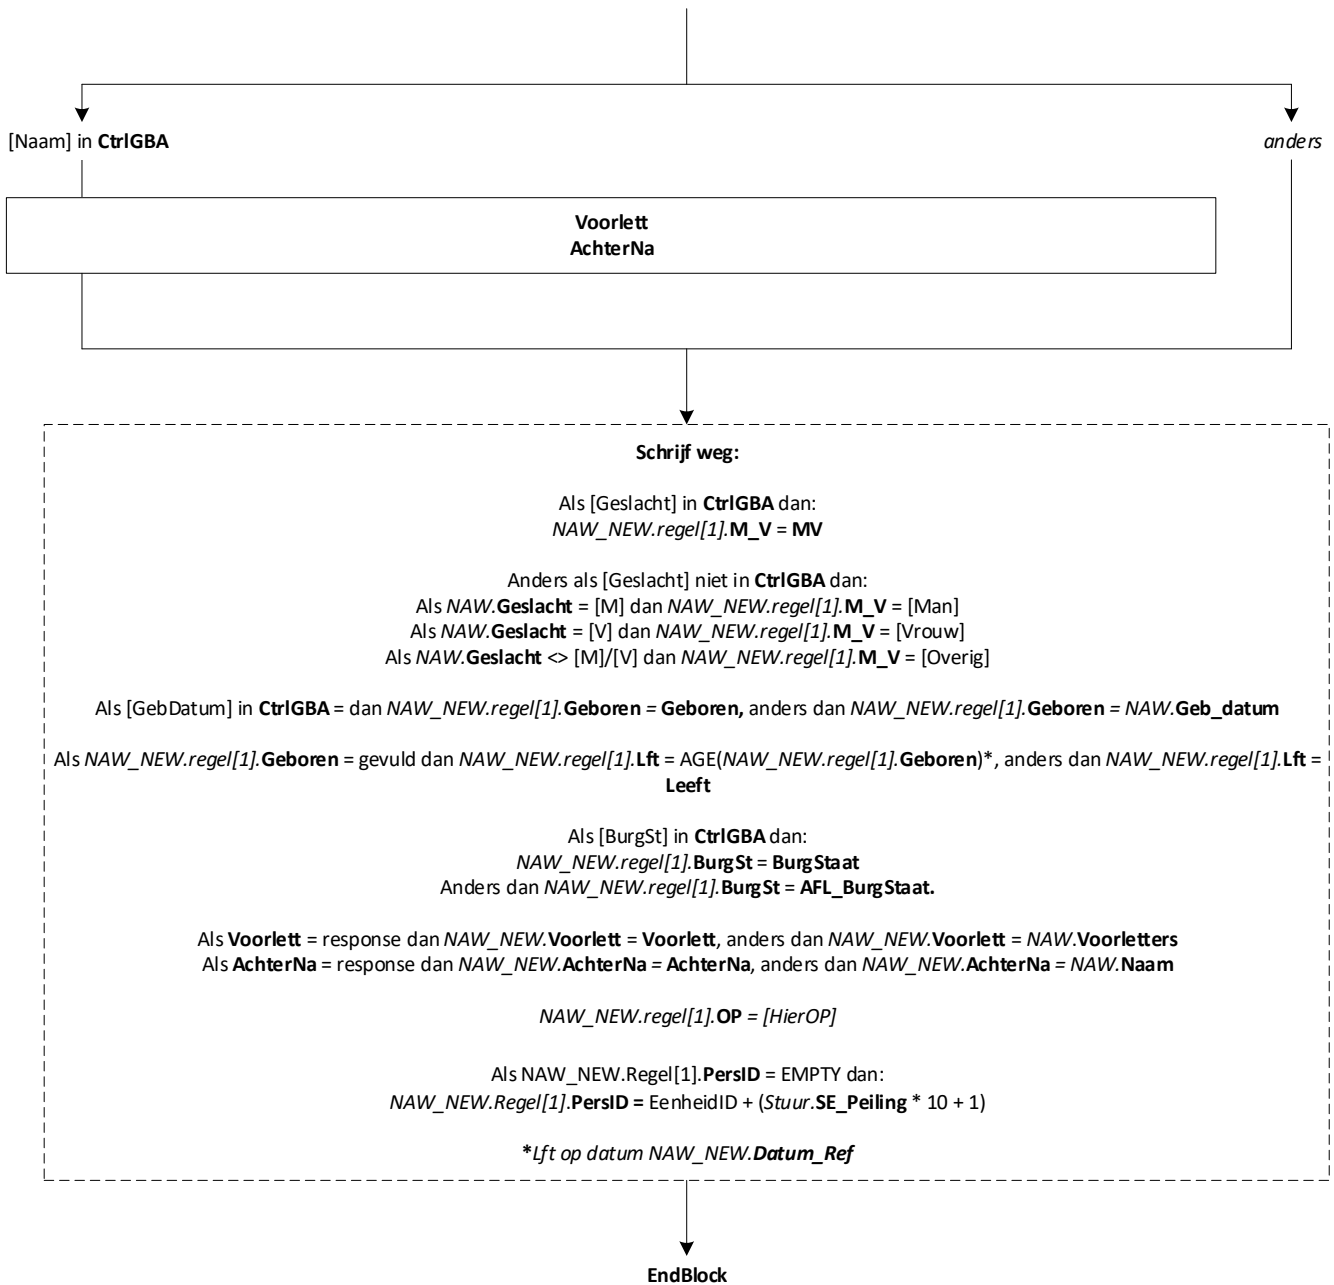 [Naam] in CtrlGBA
anders
Voorlett
AchterNa
Schrijf weg:
Als [Geslacht] in CtrlGBA dan:
NAW_NEW.regel[1].M_V = MV
Anders als [Geslacht] niet in CtrlGBA dan:
Als NAW.Geslacht = [M] dan NAW_NEW.regel[1].M_V = [Man]
Als NAW.Geslacht = [V] dan NAW_NEW.regel[1].M_V = [Vrouw]
Als NAW.Geslacht <> [M]/[V] dan NAW_NEW.regel[1].M_V = [Overig]
Als [GebDatum] in CtrlGBA = dan NAW_NEW.regel[1].Geboren = Geboren, anders dan NAW_NEW.regel[1].Geboren = NAW.Geb_datum
Als NAW_NEW.regel[1].Geboren = gevuld dan NAW_NEW.regel[1].Lft = AGE(NAW_NEW.regel[1].Geboren)*, anders dan NAW_NEW.regel[1].Lft =
Leeft
Als [BurgSt] in CtrlGBA dan:
NAW_NEW.regel[1].BurgSt = BurgStaat
Anders dan NAW_NEW.regel[1].BurgSt = AFL_BurgStaat.
Als Voorlett = response dan NAW_NEW.Voorlett = Voorlett, anders dan NAW_NEW.Voorlett = NAW.Voorletters
Als AchterNa = response dan NAW_NEW.AchterNa = AchterNa, anders dan NAW_NEW.AchterNa = NAW.Naam
NAW_NEW.regel[1].OP = [HierOP]
Als NAW_NEW.Regel[1].PersID = EMPTY dan:
NAW_NEW.Regel[1].PersID = EenheidID + (Stuur.SE_Peiling * 10 + 1)
*Lft op datum NAW_NEW.Datum_Ref
EndBlock